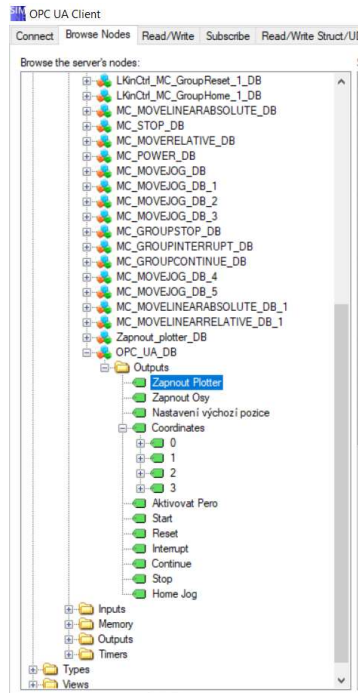 SIM OPC UA Client
Connect Browse Nodes Read/Write Subscribe Read/Write Struct/UD
Browse the server's nodes:
LKinCtrl_MC_GroupReset_1_DB
LKinCtrl_MC_GroupHome_1_DB
MC_MOVELINEARABSOLUTE_DB
MC_STOP_DB
MC_MOVERELATIVE_DB
MC_POWER_DB
MC_MOVEJOG_DB
MC_MOVEJOG_DB_1
MC_MOVEJOG_DB_2
MC_MOVEJOG_DB_3
MC_GROUPSTOP_DB
MC_GROUPINTERRUPT_DB
MC_GROUPCONTINUE_DB
MC_MOVEJOG_DB_4
MC_MOVEJOG_DB_5
MC_MOVELINEARABSOLUTE_DB_1
MC_MOVELINEARRELATIVE_DB_1
Zapnout_plotter_DB
OPC_UA_DB
Outputs
Zapnout Plotter
Zapnout Osy
Nastavení výchozí pozice
Coordinates
0
1
2
3
Aktivovat Pero
Start
Reset
Interrupt
Continue
Stop
Home Jog
Inputs
Memory
Outputs
Timers
Types
Views